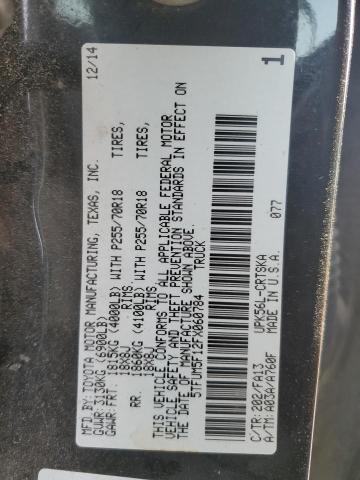 MFD.BY:TOYOTA MOTOR MANUFACTURING, TEXAS, INC. 12/14
GVWR:3130KG(6900LB)
GAWR:FRT. 1815KG (4000LB) WITH P255/70R18 TIRES,
18X8J RIMS
RR. 1860KG (4100LB) WITH P255/70R18 TIRES,
18X8J RIMS
THIS VEHICLE CONFORMS TO ALL APPLICABLE FEDERAL MOTOR
VEHICLE SAFETY AND THEFT PREVENTION STANDARDS IN EFFECT ON
THE DATE OF MANUFACTURE SHOWN ABOVE.
5TFUM5F12FX060794 TRUCK
C/TR:202/FA13 UPK56L-CRTSKA 077
A/TM:A03A/A760F MADE IN U.S.A.
1